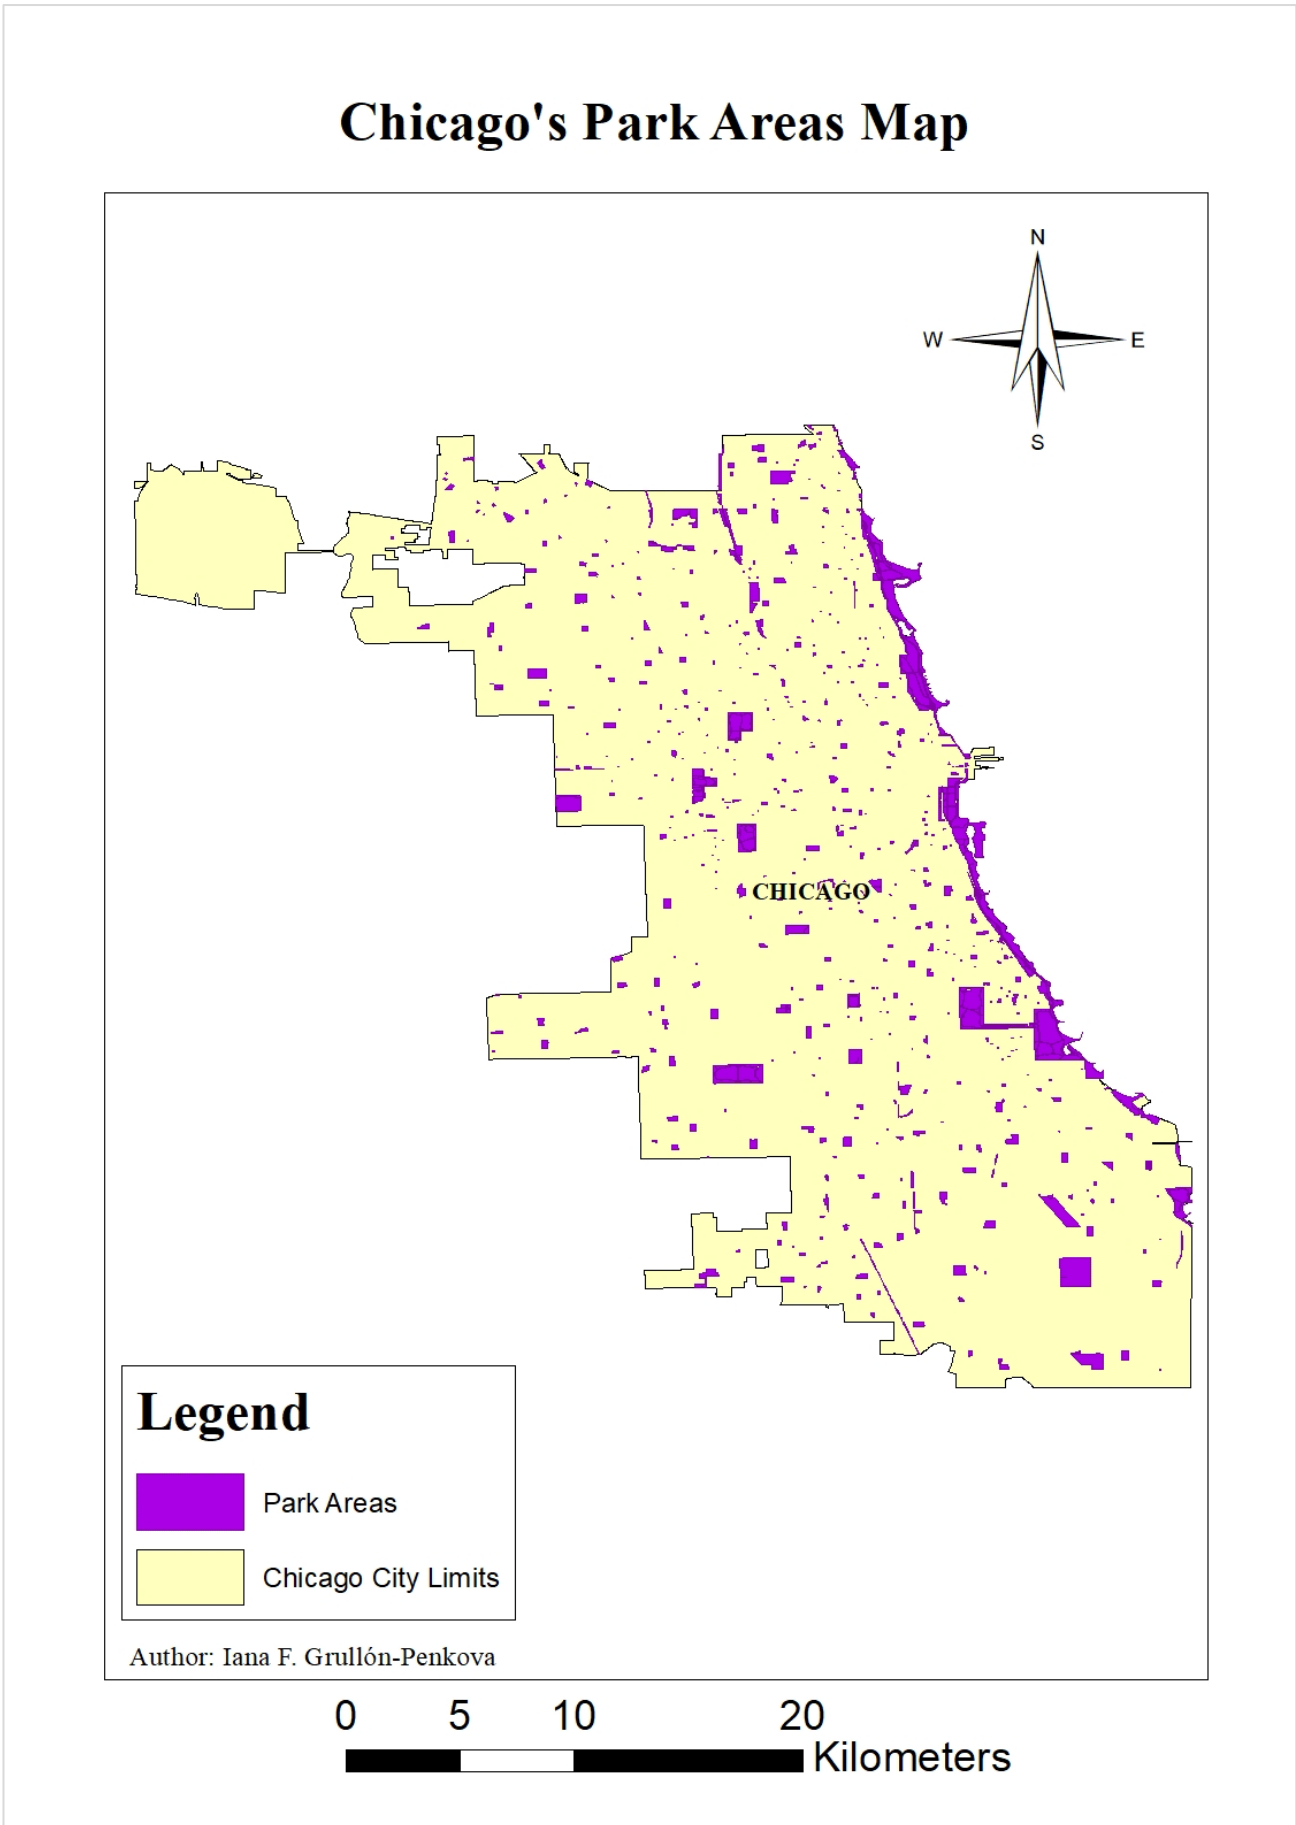 Chicago's Park Areas Map
N
W E
S
CHICAGO
Legend
Park Areas
Chicago City Limits
Author: Iana F. Grullón-Penkova
0 5 10 20
Kilometers